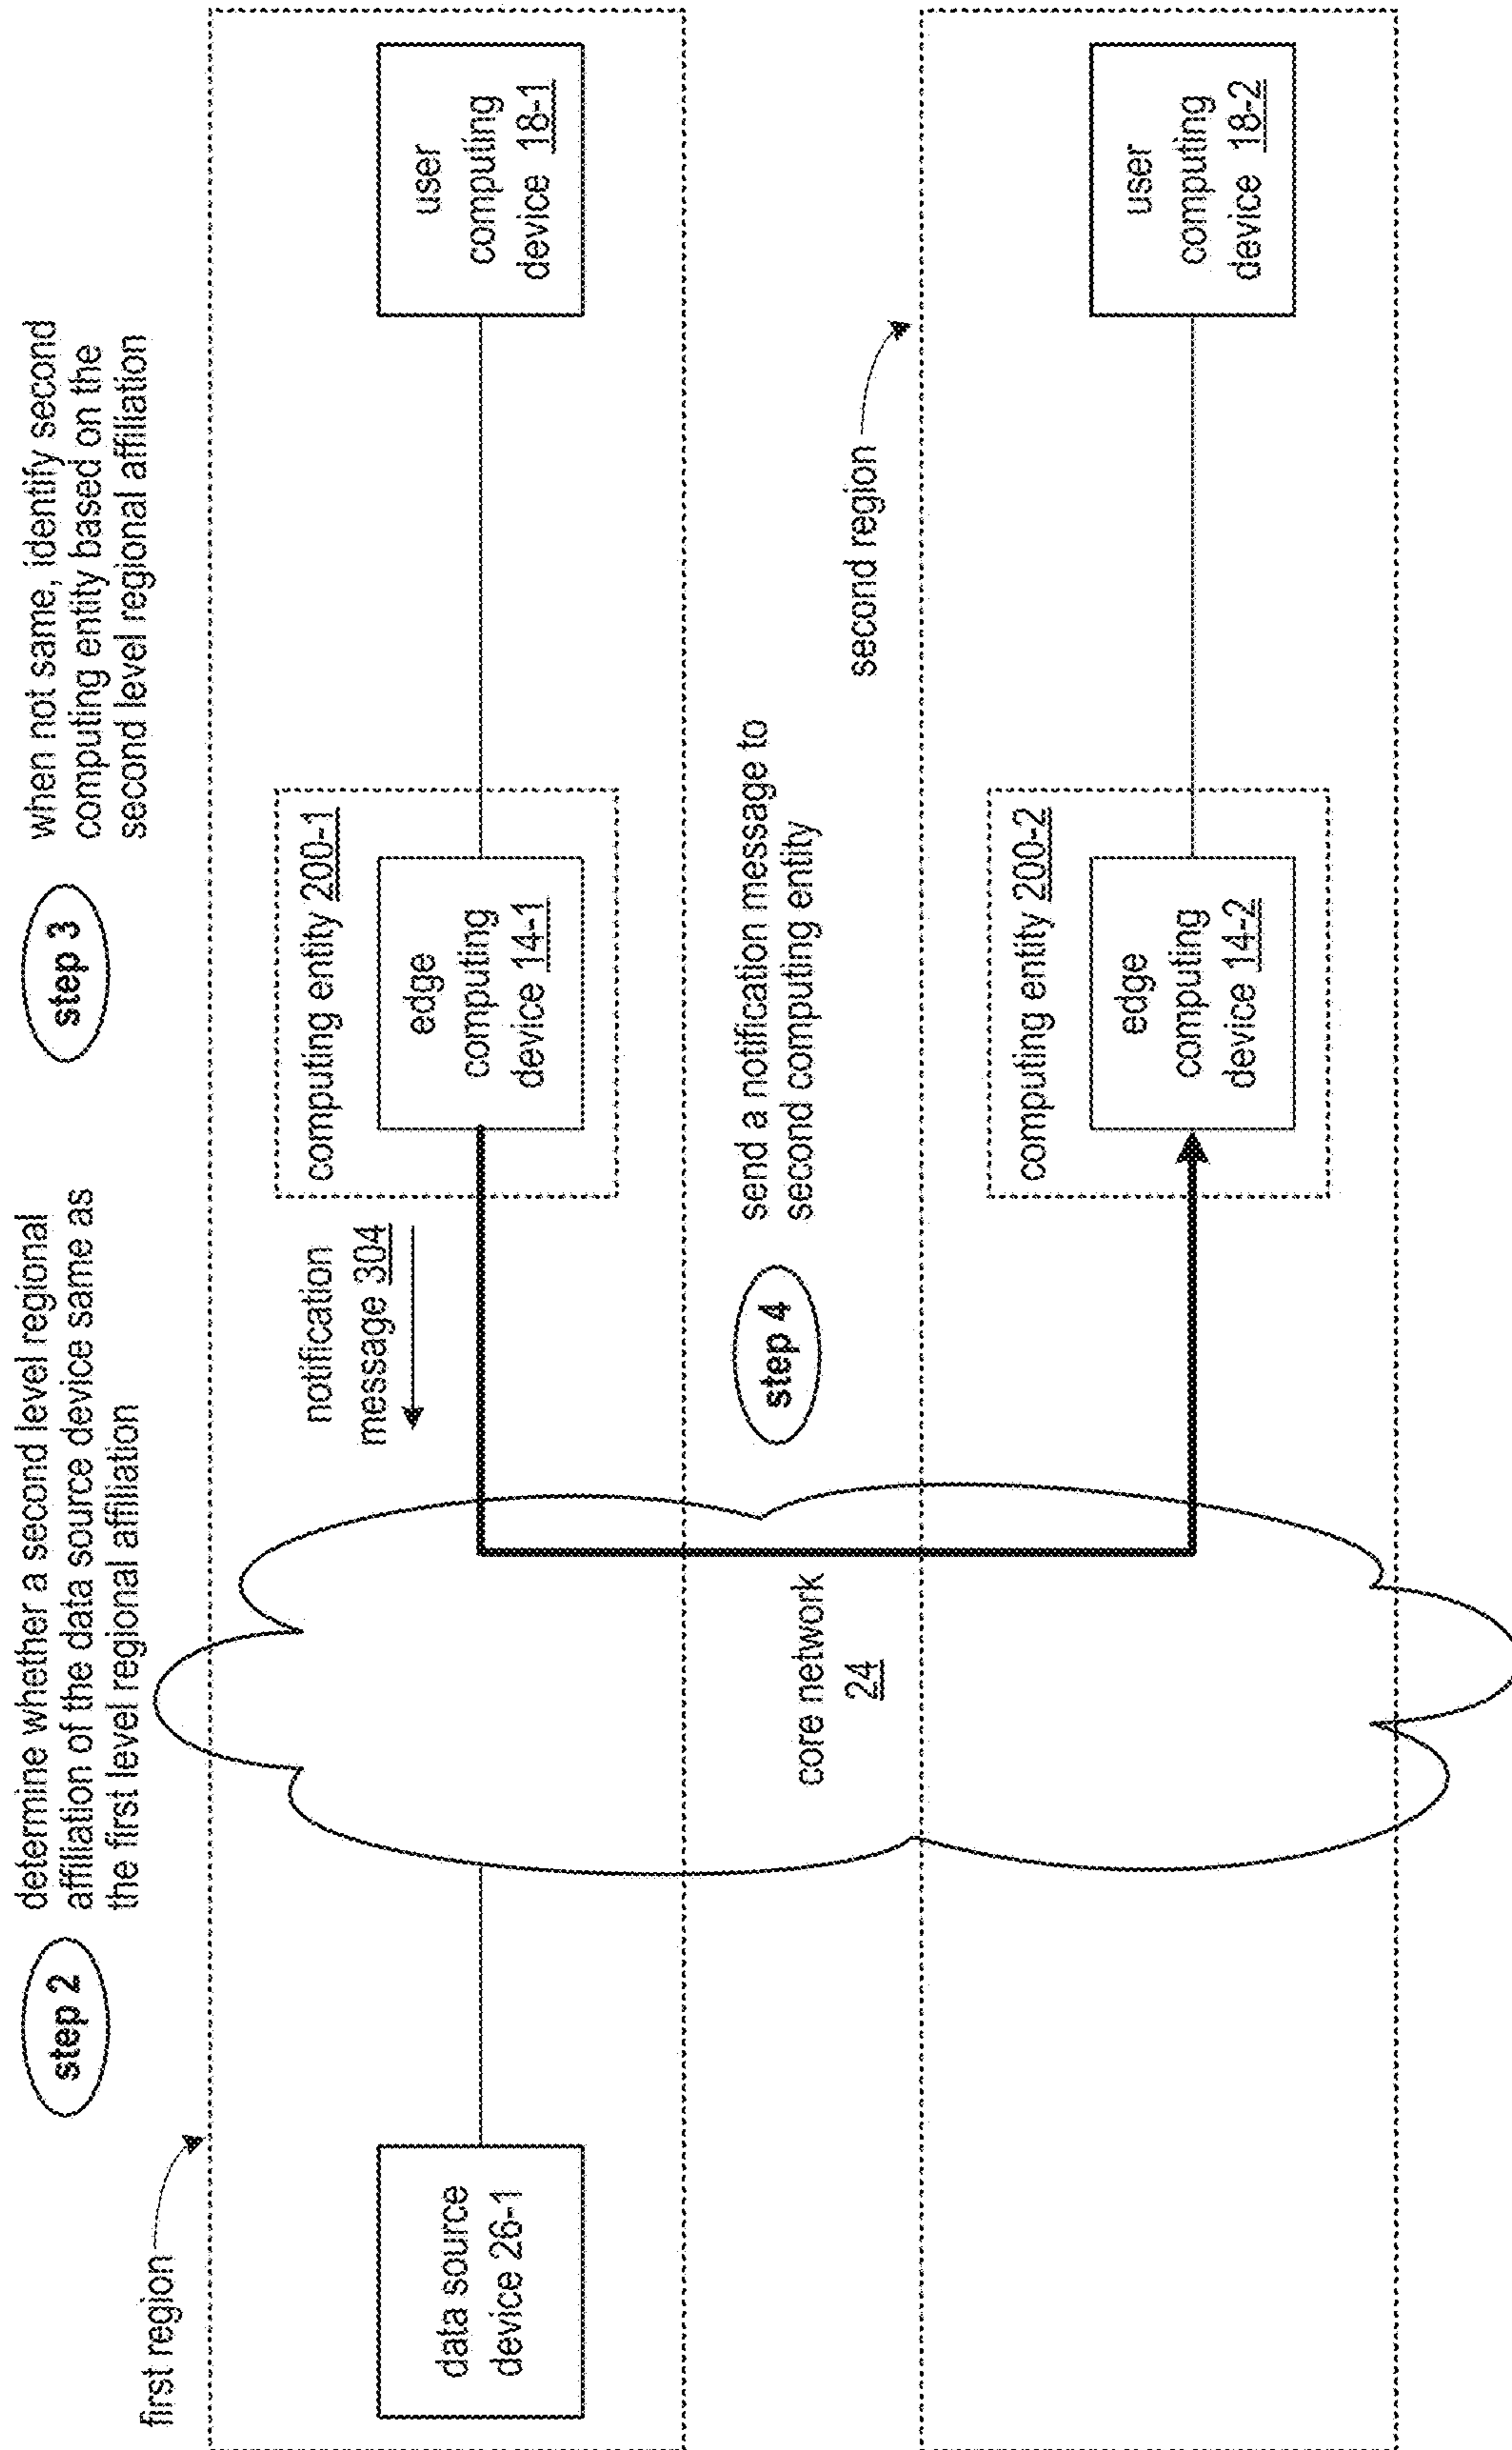 step 2
determine whether a second level regional
affiliation of the data source device same as
the first level regional affiliation
step 3
when not same, identify second
computing entity based on the
second level regional affiliation
first region
data source
device 26-1
notification
message 304
computing entity 200-1
edge
computing
device 14-1
user
computing
device 18-1
core network
24
step 4
send a notification message to
second computing entity
second region
computing entity 200-2
edge
computing
device 14-2
user
computing
device 18-2